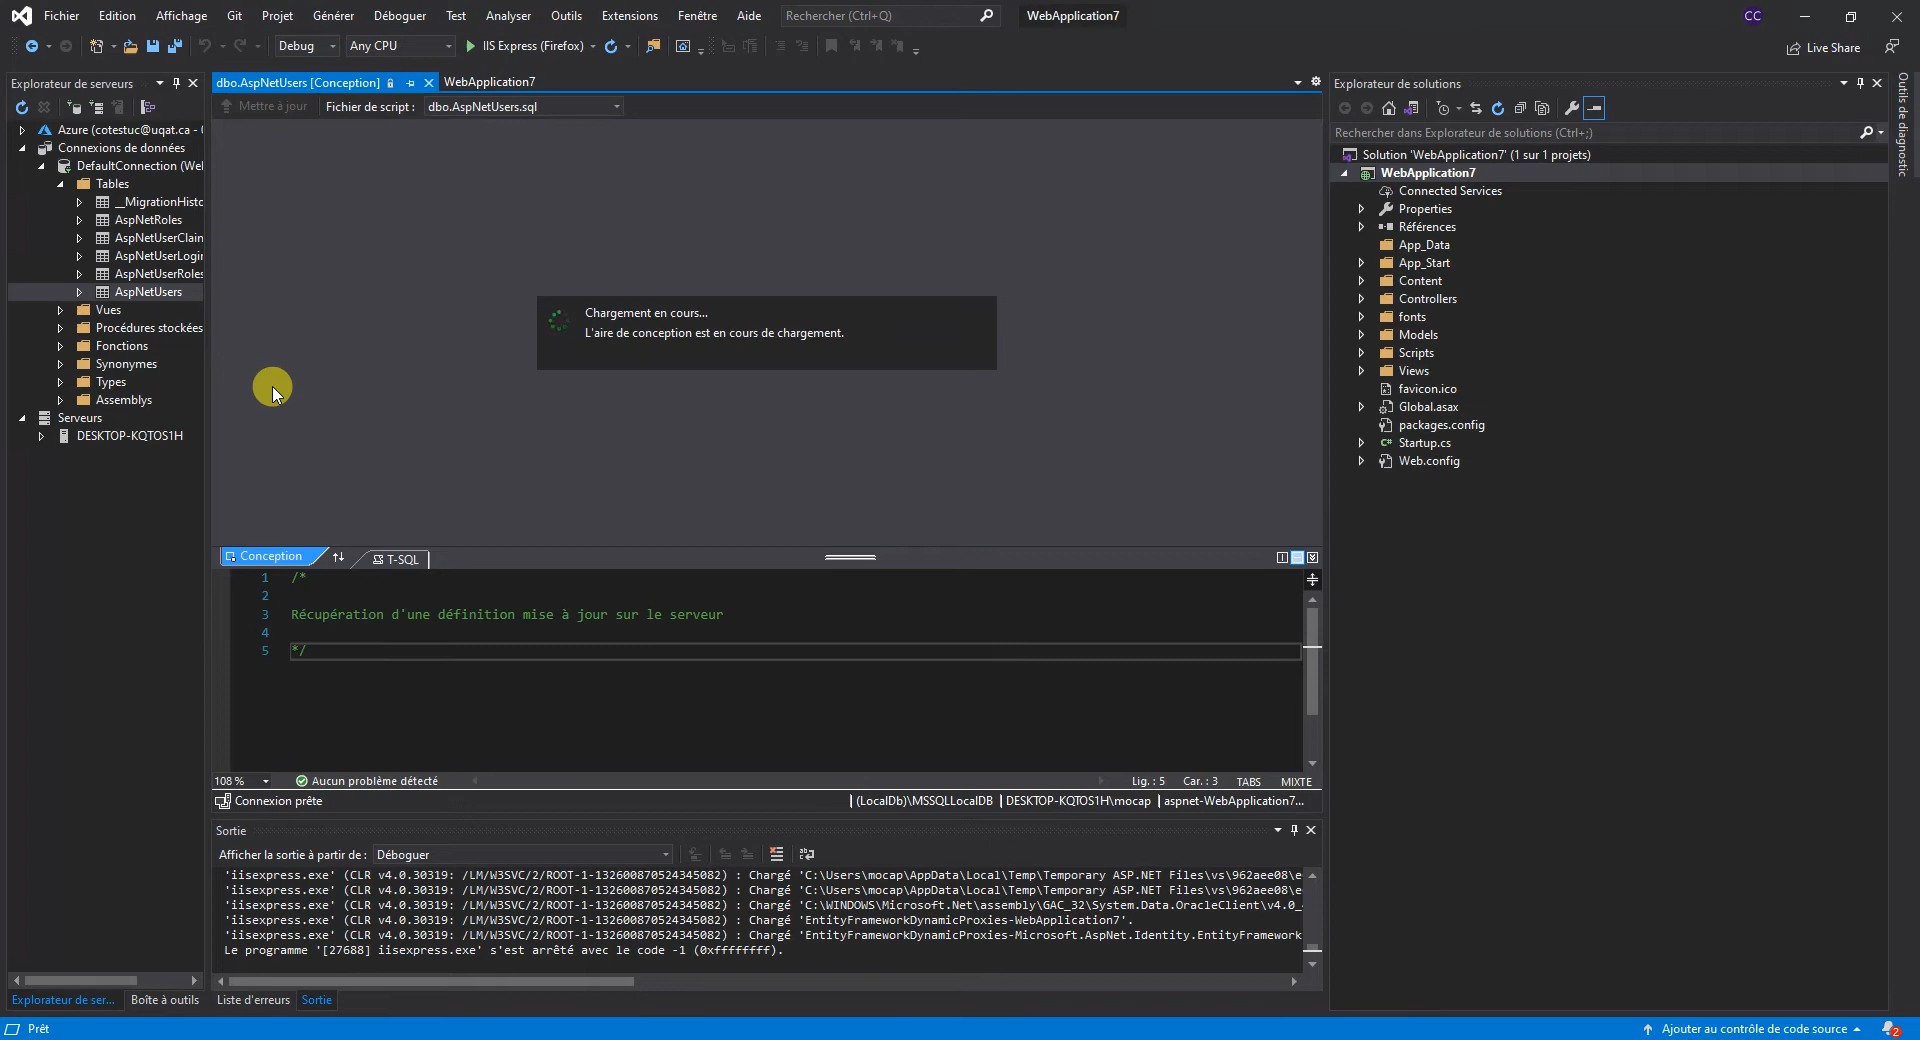 Fichier Edition Affichage Git Projet Générer Déboguer Test Analyser Outils Extensions Fenêtre Aide Rechercher (Ctrl+Q) WebApplication7 CC
Debug Any CPU IIS Express (Firefox) Live Share
Explorateur de serveurs
Azure (cotestuc@uqat.ca -
Connexions de données
DefaultConnection (We
Tables
__MigrationHisto
AspNetRoles
AspNetUserClain
AspNetUserLogir
AspNetUserRoles
AspNetUsers
Vues
Procédures stockées
Fonctions
Synonymes
Types
Assemblys
Serveurs
DESKTOP-KQTOS1H
Explorateur de ser... Boîte à outils
dbo.AspNetUsers [Conception] WebApplication7
Mettre à jour Fichier de script : dbo.AspNetUsers.sql
Chargement en cours...
L'aire de conception est en cours de chargement.
Conception T-SQL
1 /*
2
3 Récupération d'une définition mise à jour sur le serveur
4
5 */
108 % Aucun problème détecté Lig. : 5 Car. : 3 TABS MIXTE
Connexion prête (LocalDb)\MSSQLLocalDB DESKTOP-KQTOS1H\mocap aspnet-WebApplication7...
Sortie
Afficher la sortie à partir de : Déboguer
'iisexpress.exe' (CLR v4.0.30319: /LM/W3SVC/2/ROOT-1-132600870524345082) : Chargé 'C:\Users\mocap\AppData\Local\Temp\Temporary ASP.NET Files\vs\962aee08\e
'iisexpress.exe' (CLR v4.0.30319: /LM/W3SVC/2/ROOT-1-132600870524345082) : Chargé 'C:\Users\mocap\AppData\Local\Temp\Temporary ASP.NET Files\vs\962aee08\e
'iisexpress.exe' (CLR v4.0.30319: /LM/W3SVC/2/ROOT-1-132600870524345082) : Chargé 'C:\WINDOWS\Microsoft.Net\assembly\GAC_32\System.Data.OracleClient\v4.0_
'iisexpress.exe' (CLR v4.0.30319: /LM/W3SVC/2/ROOT-1-132600870524345082) : Chargé 'EntityFrameworkDynamicProxies-WebApplication7'.
'iisexpress.exe' (CLR v4.0.30319: /LM/W3SVC/2/ROOT-1-132600870524345082) : Chargé 'EntityFrameworkDynamicProxies-Microsoft.AspNet.Identity.EntityFramework
Le programme '[27688] iisexpress.exe' s'est arrêté avec le code -1 (0xffffffff).
Liste d'erreurs Sortie
Explorateur de solutions
Rechercher dans Explorateur de solutions (Ctrl+;)
Solution 'WebApplication7' (1 sur 1 projets)
WebApplication7
Connected Services
Properties
Références
App_Data
App_Start
Content
Controllers
fonts
Models
Scripts
Views
favicon.ico
Global.asax
packages.config
Startup.cs
Web.config
Outils de diagnostic
Prêt Ajouter au contrôle de code source 2